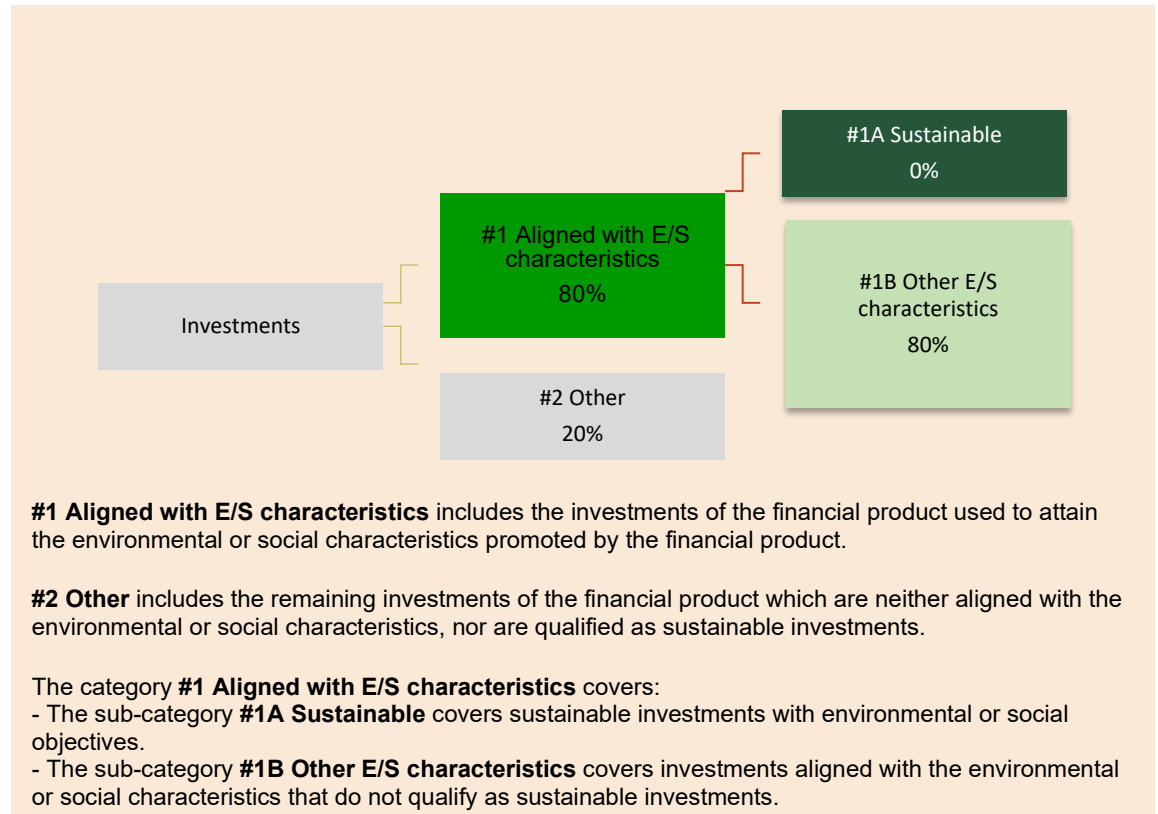 #1A Sustainable
0%
#1 Aligned with E/S
characteristics
80%
#1B Other E/S
characteristics
80%
Investments
#2 Other
20%
#1 Aligned with E/S characteristics includes the investments of the financial product used to attain
the environmental or social characteristics promoted by the financial product.
#2 Other includes the remaining investments of the financial product which are neither aligned with the
environmental or social characteristics, nor are qualified as sustainable investments.
The category #1 Aligned with E/S characteristics covers:
- The sub-category #1A Sustainable covers sustainable investments with environmental or social
objectives.
- The sub-category #1B Other E/S characteristics covers investments aligned with the environmental
or social characteristics that do not qualify as sustainable investments.